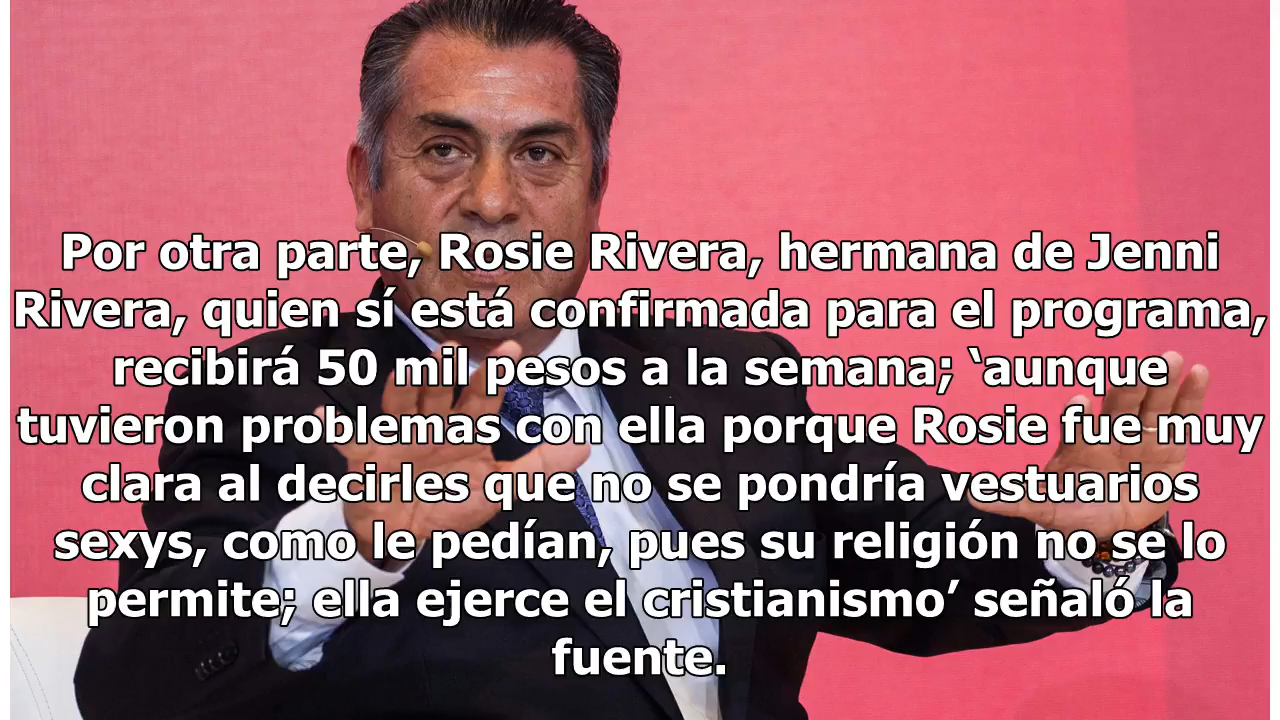 Por otra parte, Rosie Rivera, hermana de Jenni
Rivera, quien sí está confirmada para el programa,
recibirá 50 mil pesos a la semana; ‘aunque
tuvieron problemas con ella porque Rosie fue muy
clara al decirles que no se pondría vestuarios
sexys, como le pedían, pues su religión no se lo
permite; ella ejerce el cristianismo’ señaló la
fuente.